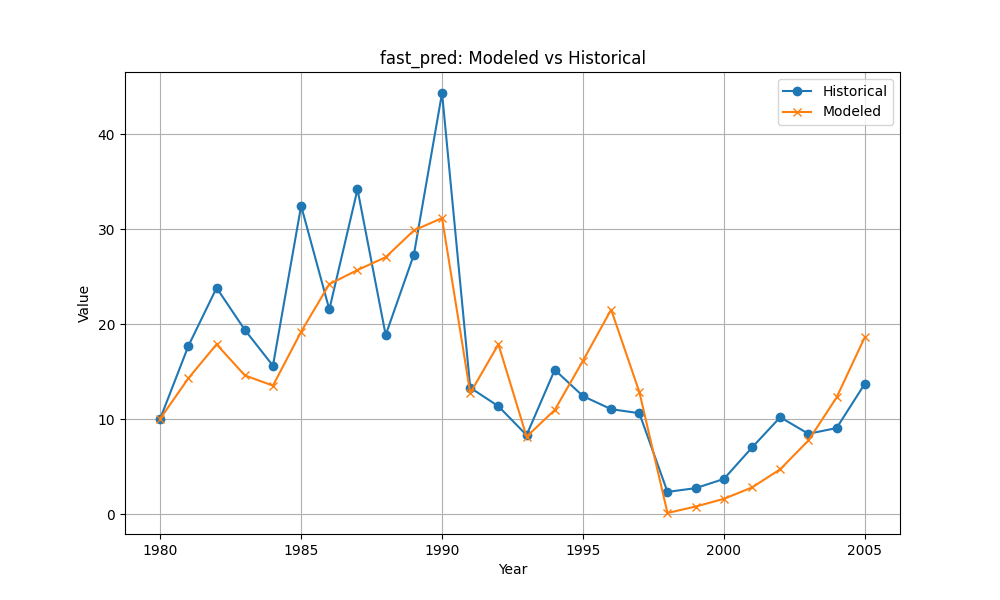 fast_pred: Modeled vs Historical
Historical
Modeled
Value
40
30
20
10
0
1980
1985
1990
1995
2000
2005
Year